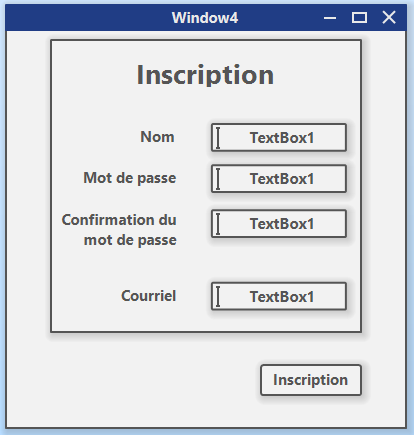 Window4
Inscription
Nom
TextBox1
Mot de passe
TextBox1
Confirmation du
mot de passe
TextBox1
Courriel
TextBox1
Inscription